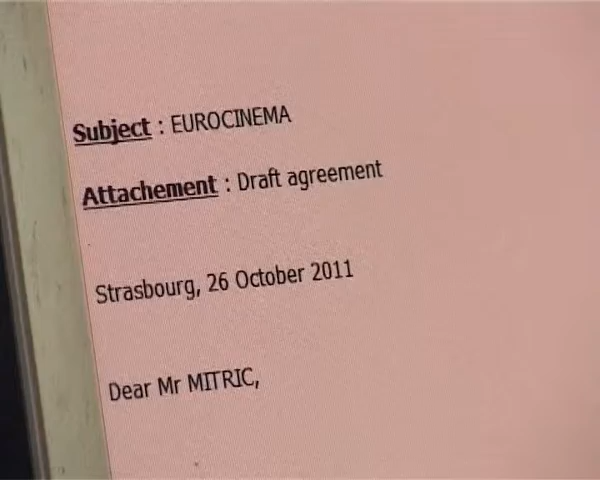 Subject : EUROCINEMA
Attachement : Draft agreement
Strasbourg, 26 October 2011
Dear Mr MITRIC,